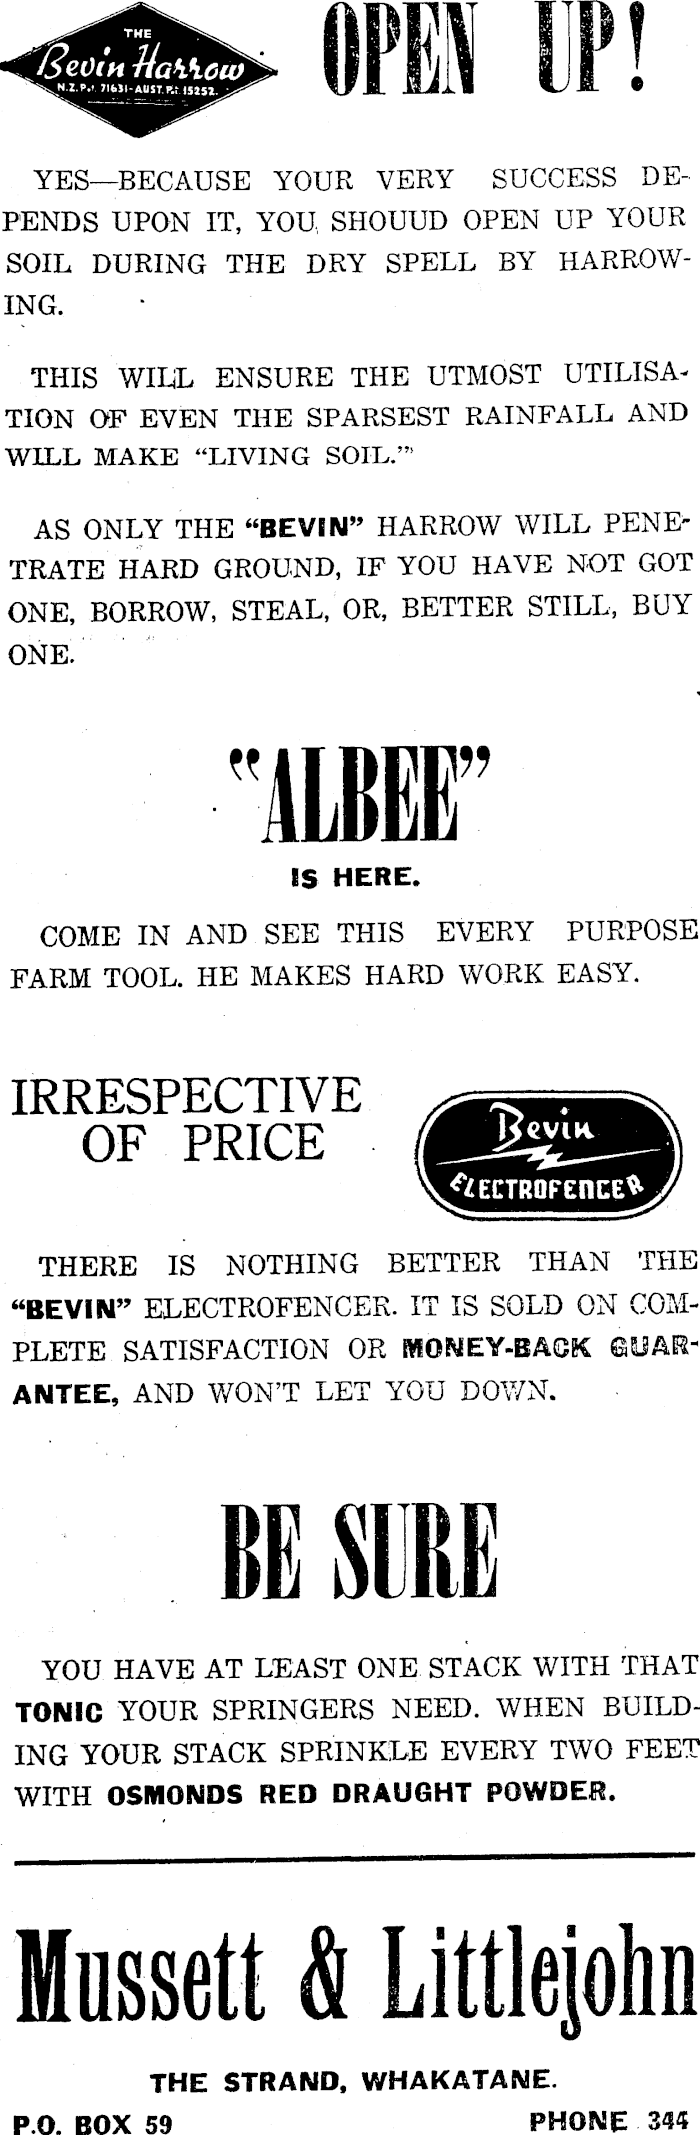 THE
Bevin Harrow
N.Z. Pat. 71631-AUST. Pat. 15252.
OPEN UP!
YES—BECAUSE YOUR VERY SUCCESS DE-
PENDS UPON IT, YOU SHOUUD OPEN UP YOUR
SOIL DURING THE DRY SPELL BY HARROW-
ING.
THIS WILL ENSURE THE UTMOST UTILISA-
TION OF EVEN THE SPARSEST RAINFALL AND
WILL MAKE “LIVING SOIL.”
AS ONLY THE “BEVIN” HARROW WILL PENE-
TRATE HARD GROUND, IF YOU HAVE NOT GOT
ONE, BORROW, STEAL, OR, BETTER STILL, BUY
ONE.
“ALBEE”
IS HERE.
COME IN AND SEE THIS EVERY PURPOSE
FARM TOOL. HE MAKES HARD WORK EASY.
IRRESPECTIVE
OF PRICE
Bevin
ELECTROFENCER
THERE IS NOTHING BETTER THAN THE
“BEVIN” ELECTROFENCER. IT IS SOLD ON COM-
PLETE SATISFACTION OR MONEY-BACK GUAR-
ANTEE, AND WON'T LET YOU DOWN.
BE SURE
YOU HAVE AT LEAST ONE STACK WITH THAT
TONIC YOUR SPRINGERS NEED. WHEN BUILD-
ING YOUR STACK SPRINKLE EVERY TWO FEET
WITH OSMONDS RED DRAUGHT POWDER.
Mussett & Littlejohn
THE STRAND, WHAKATANE.
P.O. BOX 59 PHONE 344